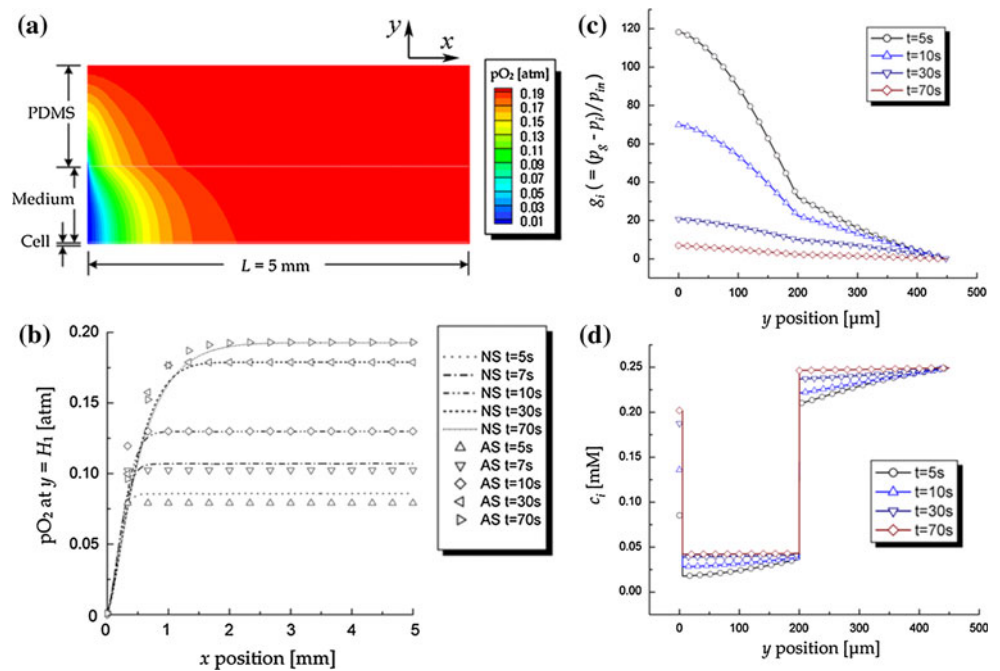 (a)
y
x
PDMS
Medium
Cell
L = 5 mm
pO₂ [atm]
0.19
0.17
0.15
0.13
0.11
0.09
0.07
0.05
0.03
0.01
(c)
120
100
80
60
40
20
0
gᵢ ( = (p_g - pᵢ)/pᵢₙ)
t=5s
t=10s
t=30s
t=70s
0 100 200 300 400 500
y position [µm]
(b)
0.20
0.15
0.10
0.05
0
pO₂ at y = H₁ [atm]
0 1 2 3 4 5
x position [mm]
NS t=5s
NS t=7s
NS t=10s
NS t=30s
NS t=70s
AS t=5s
AS t=7s
AS t=10s
AS t=30s
AS t=70s
(d)
0.25
0.20
0.15
0.10
0.05
0.00
cᵢ [mM]
t=5s
t=10s
t=30s
t=70s
0 100 200 300 400 500
y position [µm]